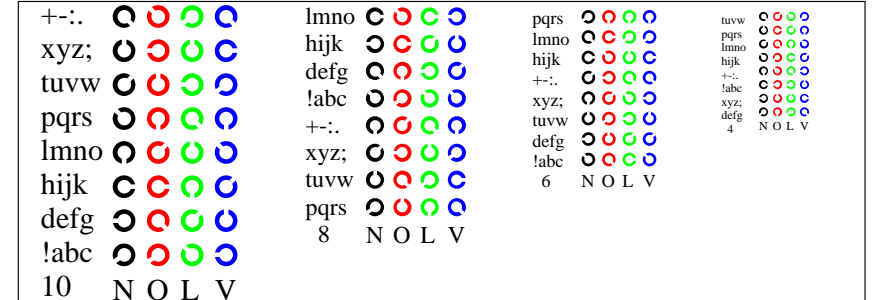 +-:.
xyz;
tuvw
pqrs
lmno
hijk
defg
!abc
10 N O L V
lmno
hijk
defg
!abc
+-:.
xyz;
tuvw
pqrs
8 N O L V
pqrs
lmno
hijk
+-:.
xyz;
tuvw
defg
!abc
6 N O L V
tuvw
pqrs
lmno
hijk
+-:.
!abc
xyz;
defg
4 N O L V